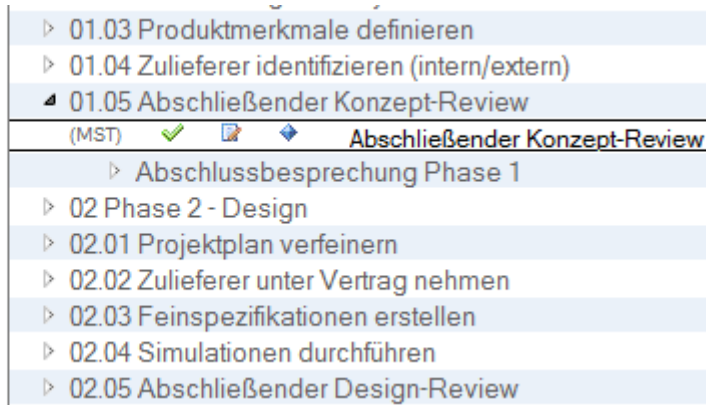 01.03 Produktmerkmale definieren
01.04 Zulieferer identifizieren (intern/extern)
01.05 Abschließender Konzept-Review
(MST) Abschließender Konzept-Review
Abschlussbesprechung Phase 1
02 Phase 2 - Design
02.01 Projektplan verfeinern
02.02 Zulieferer unter Vertrag nehmen
02.03 Feinspezifikationen erstellen
02.04 Simulationen durchführen
02.05 Abschließender Design-Review